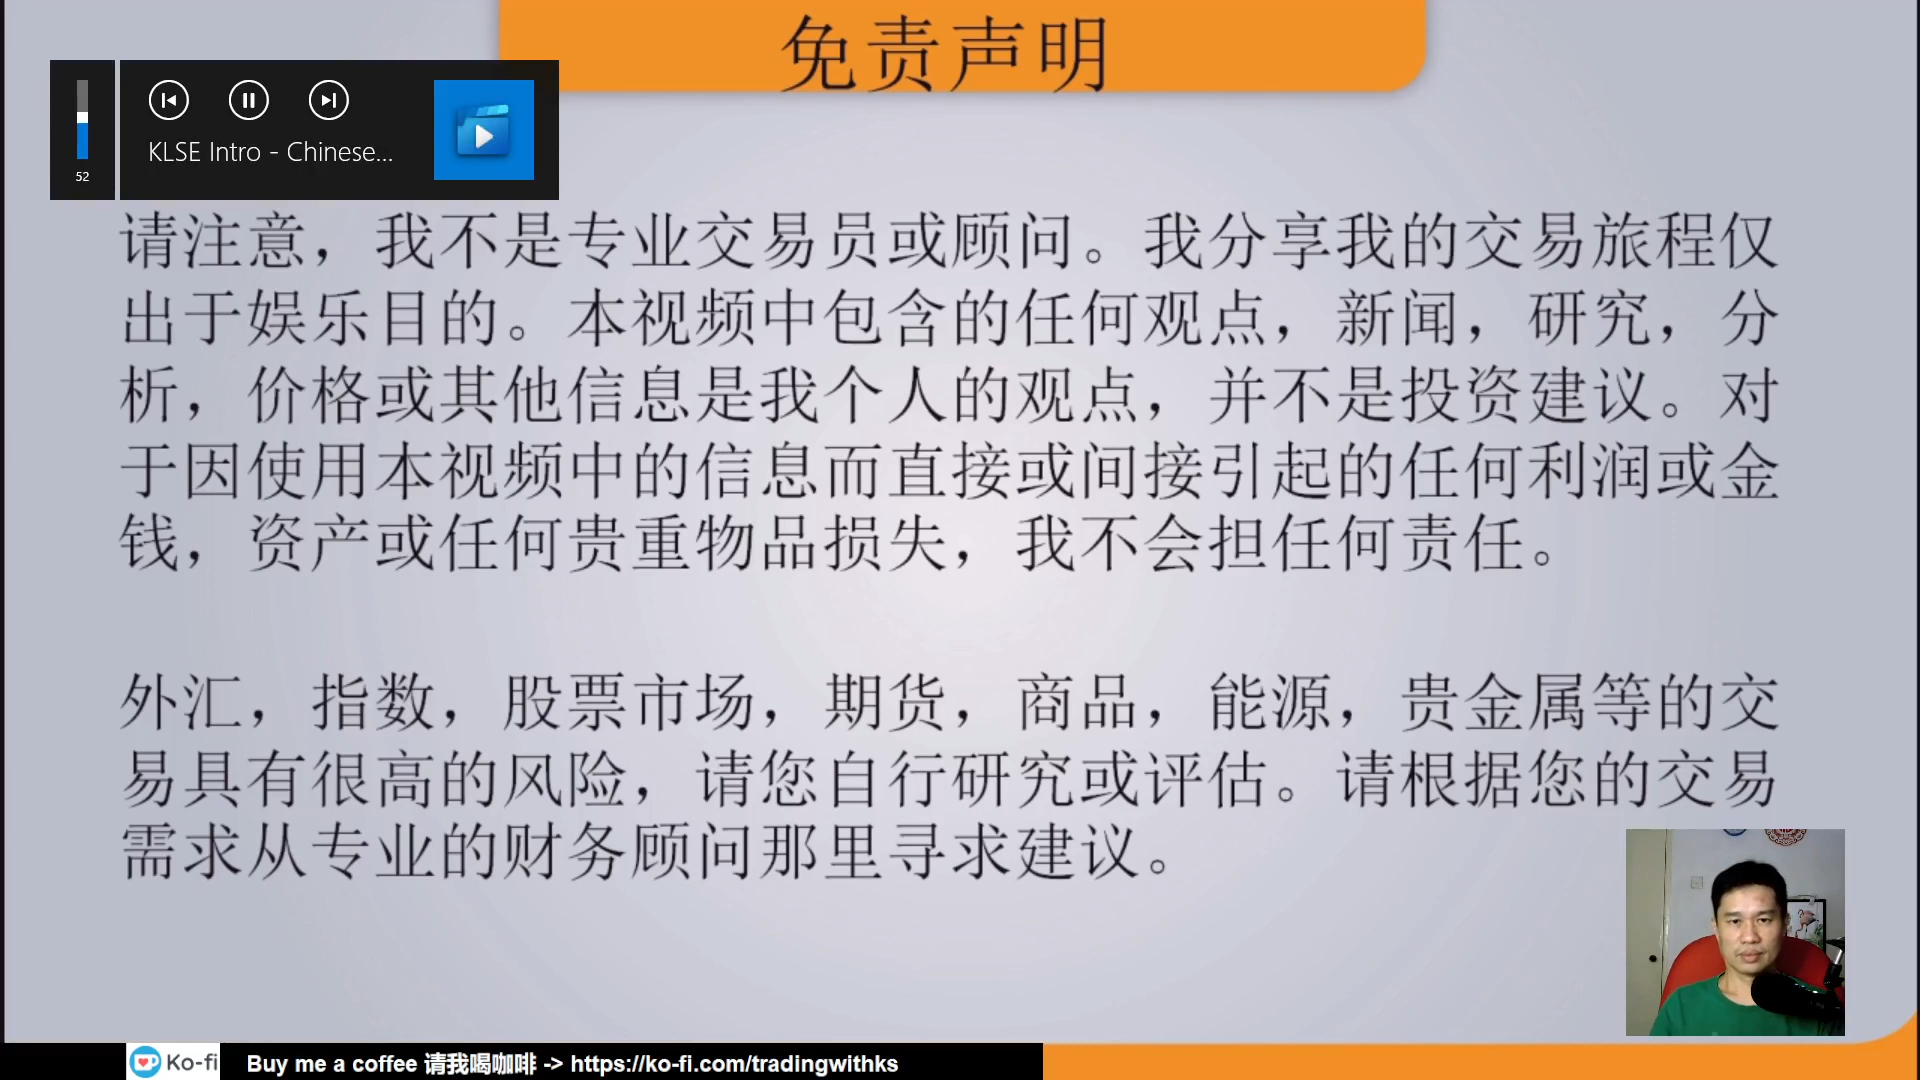 免责声明
KLSE Intro - Chinese...
52
请注意，我不是专业交易员或顾问。我分享我的交易旅程仅
出于娱乐目的。本视频中包含的任何观点，新闻，研究，分
析，价格或其他信息是我个人的观点，并不是投资建议。对
于因使用本视频中的信息而直接或间接引起的任何利润或金
钱，资产或任何贵重物品损失，我不会担任何责任。
外汇，指数，股票市场，期货，商品，能源，贵金属等的交
易具有很高的风险，请您自行研究或评估。请根据您的交易
需求从专业的财务顾问那里寻求建议。
Ko-fi Buy me a coffee 请我喝咖啡 -> https://ko-fi.com/tradingwithks